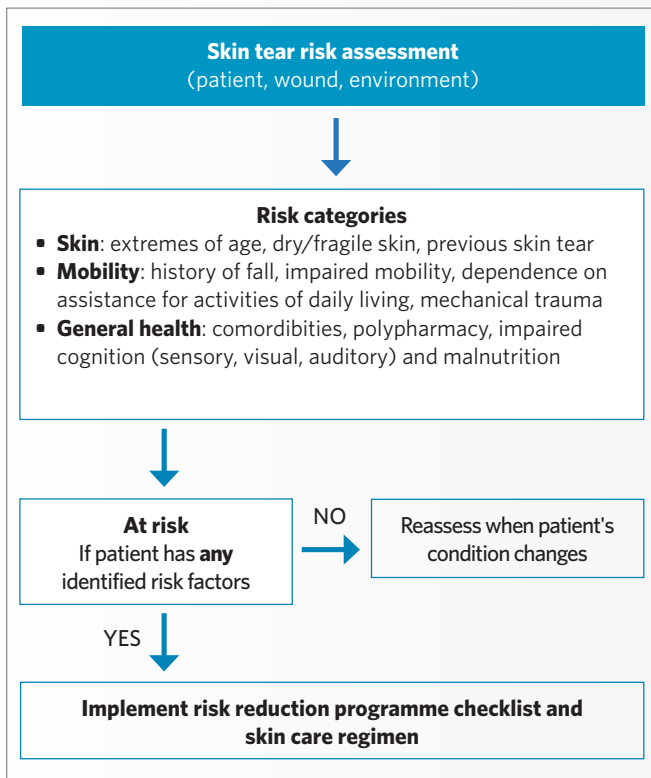 Skin tear risk assessment
(patient, wound, environment)
Risk categories
• Skin: extremes of age, dry/fragile skin, previous skin tear
• Mobility: history of fall, impaired mobility, dependence on
assistance for activities of daily living, mechanical trauma
• General health: comordibities, polypharmacy, impaired
cognition (sensory, visual, auditory) and malnutrition
At risk
If patient has any
identified risk factors
NO
Reassess when patient's
condition changes
YES
Implement risk reduction programme checklist and
skin care regimen